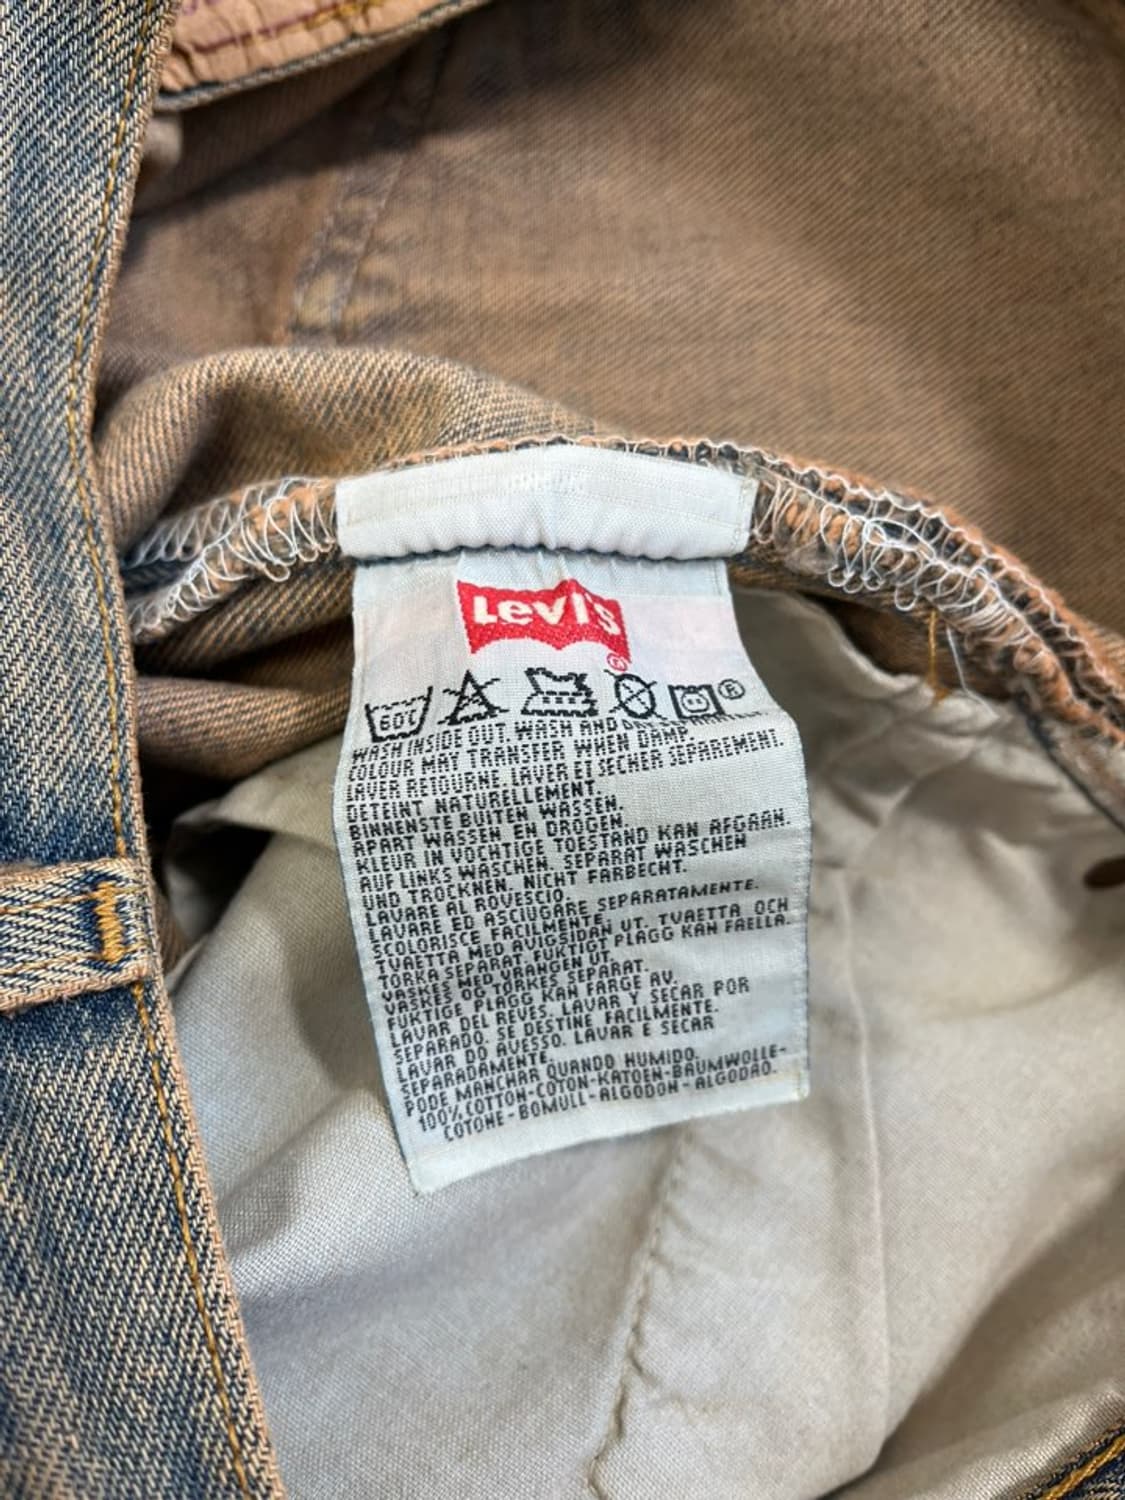 Levi's
®
60C
®
WASH INSIDE OUT. WASH AND DRY SEPARATELY.
COLOUR MAY TRANSFER WHEN DAMP.
LAVER RETOURNE. LAVER ET SECHER SEPAREMENT.
DETEINT NATURELLEMENT.
BINNENSTE BUITEN WASSEN.
APART WASSEN EN DROGEN.
KLEUR IN VOCHTIGE TOESTAND KAN AFGAAN.
AUF LINKS WASCHEN. SEPARAT WASCHEN
UND TROCKNEN. NICHT FARBECHT.
LAVARE AL ROVESCIO.
LAVARE ED ASCIUGARE SEPARATAMENTE.
SCOLORISCE FACILMENTE. TVAETTA OCH
TVAETTA MED AVIGSIDAN UT.
TORKA SEPARAT. FUKTIGT PLAGG KAN FAELLA.
VASKES MED VRANGEN UT.
VASKES OG TORKES SEPARAT.
FUKTIGE PLAGG KAN FARGE AV.
LAVAR DEL REVES. LAVAR Y SECAR POR
SEPARADO. SE DESTINE FACILMENTE.
LAVAR DO AVESSO. LAVAR E SECAR
SEPARADAMENTE.
PODE MANCHAR QUANDO HUMIDO.
100% COTTON-COTON-KATOEN-BAUMWOLLE-
COTONE-BOMULL-ALGODON-ALGODAO.